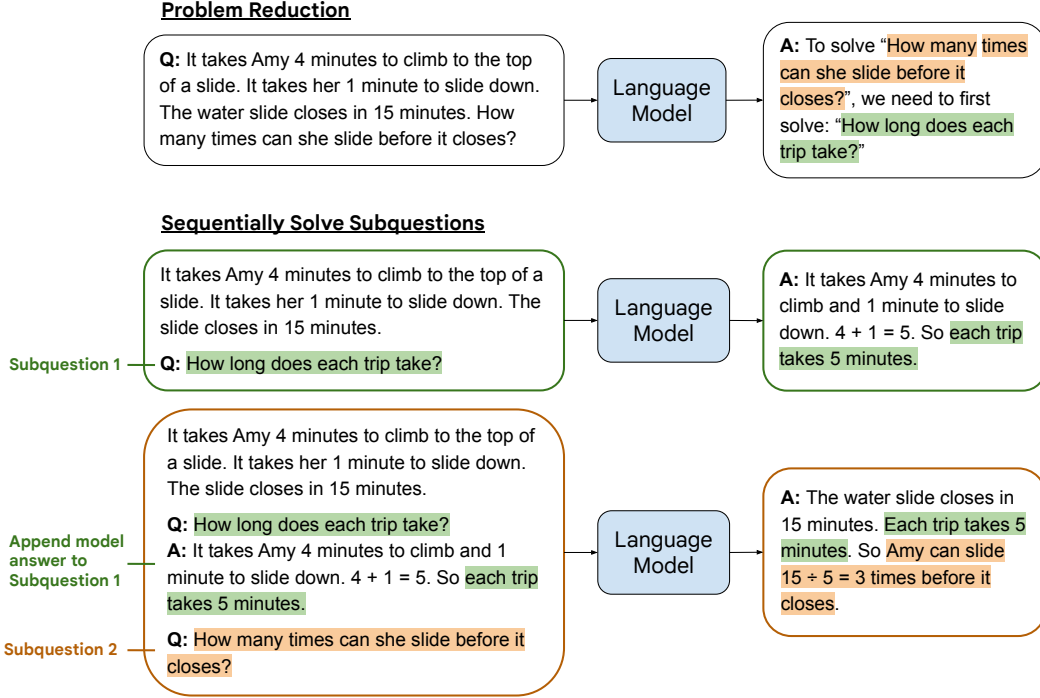 Problem Reduction
Q: It takes Amy 4 minutes to climb to the top
of a slide. It takes her 1 minute to slide down.
The water slide closes in 15 minutes. How
many times can she slide before it closes?
Language
Model
A: To solve “How many times
can she slide before it
closes?”, we need to first
solve: “How long does each
trip take?”
Sequentially Solve Subquestions
It takes Amy 4 minutes to climb to the top of a
slide. It takes her 1 minute to slide down. The
slide closes in 15 minutes.
Subquestion 1
Q: How long does each trip take?
Language
Model
A: It takes Amy 4 minutes to
climb and 1 minute to slide
down. 4 + 1 = 5. So each trip
takes 5 minutes.
It takes Amy 4 minutes to climb to the top of
a slide. It takes her 1 minute to slide down.
The slide closes in 15 minutes.
Q: How long does each trip take?
Append model
answer to
Subquestion 1
A: It takes Amy 4 minutes to climb and 1
minute to slide down. 4 + 1 = 5. So each trip
takes 5 minutes.
Subquestion 2
Q: How many times can she slide before it
closes?
Language
Model
A: The water slide closes in
15 minutes. Each trip takes 5
minutes. So Amy can slide
15 ÷ 5 = 3 times before it
closes.